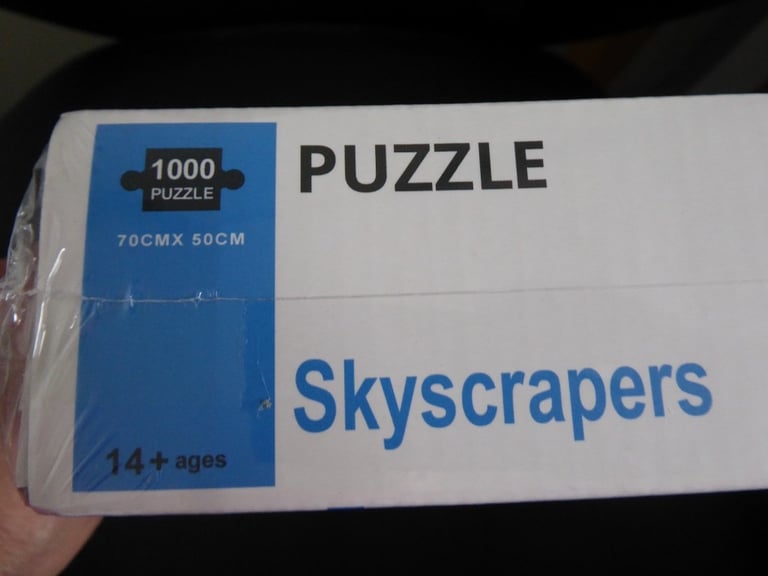 1000
PUZZLE
70CMX 50CM
14+ ages
PUZZLE
Skyscrapers